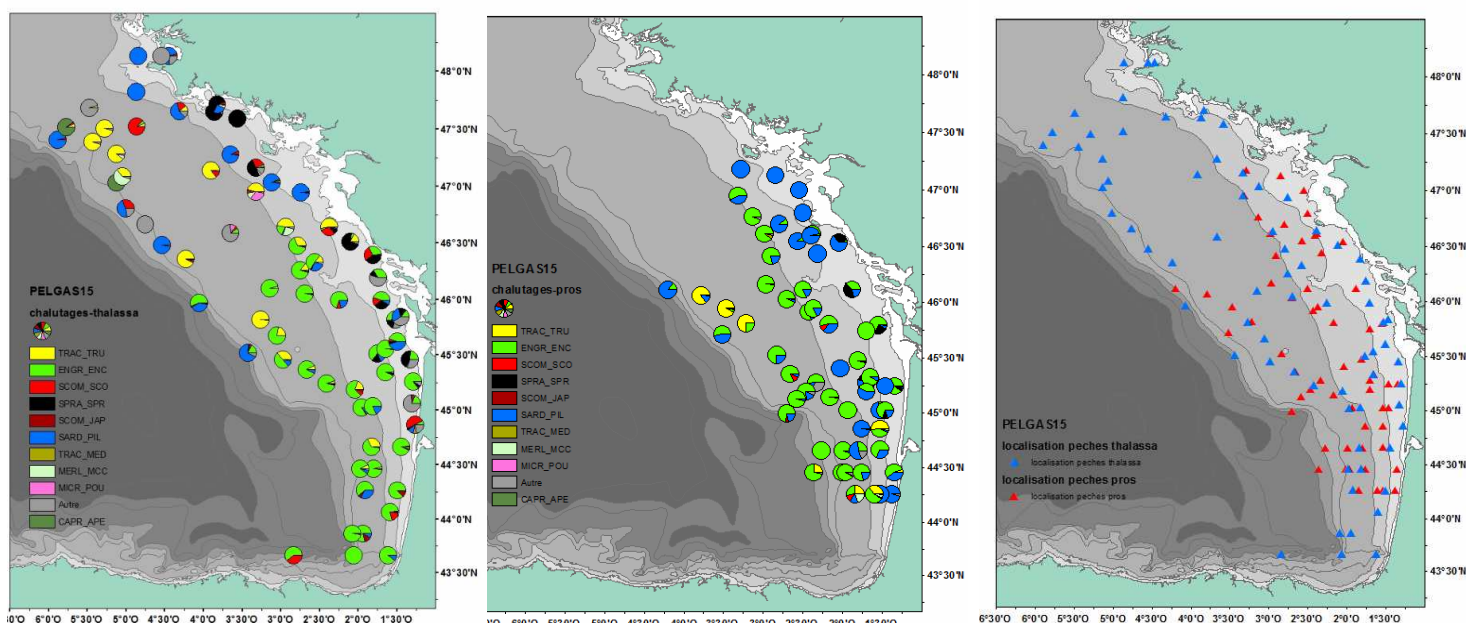 48°0'N
47°30'N
47°0'N
46°30'N
46°0'N
45°30'N
45°0'N
44°30'N
44°0'N
43°30'N
PELGAS15
chalutages-thalassa
TRAC_TRU
ENGR_ENC
SCOM_SCO
SPRA_SPR
SCOM_JAP
SARD_PIL
TRAC_MED
MERL_MCC
MICR_POU
Autre
CAPR_APE
6°0'O 5°30'O 5°0'O 4°30'O 4°0'O 3°30'O 3°0'O 2°30'O 2°0'O 1°30'O
48°0'N
47°30'N
47°0'N
46°30'N
46°0'N
45°30'N
45°0'N
44°30'N
44°0'N
43°30'N
PELGAS15
chalutages-pros
TRAC_TRU
ENGR_ENC
SCOM_SCO
SPRA_SPR
SCOM_JAP
SARD_PIL
TRAC_MED
MERL_MCC
MICR_POU
Autre
CAPR_APE
48°0'N
47°30'N
47°0'N
46°30'N
46°0'N
45°30'N
45°0'N
44°30'N
44°0'N
43°30'N
PELGAS15
localisation peches thalassa
localisation peches thalassa
localisation peches pros
localisation peches pros
6°30'O 6°0'O 5°30'O 5°0'O 4°30'O 4°0'O 3°30'O 3°0'O 2°30'O 2°0'O 1°30'O